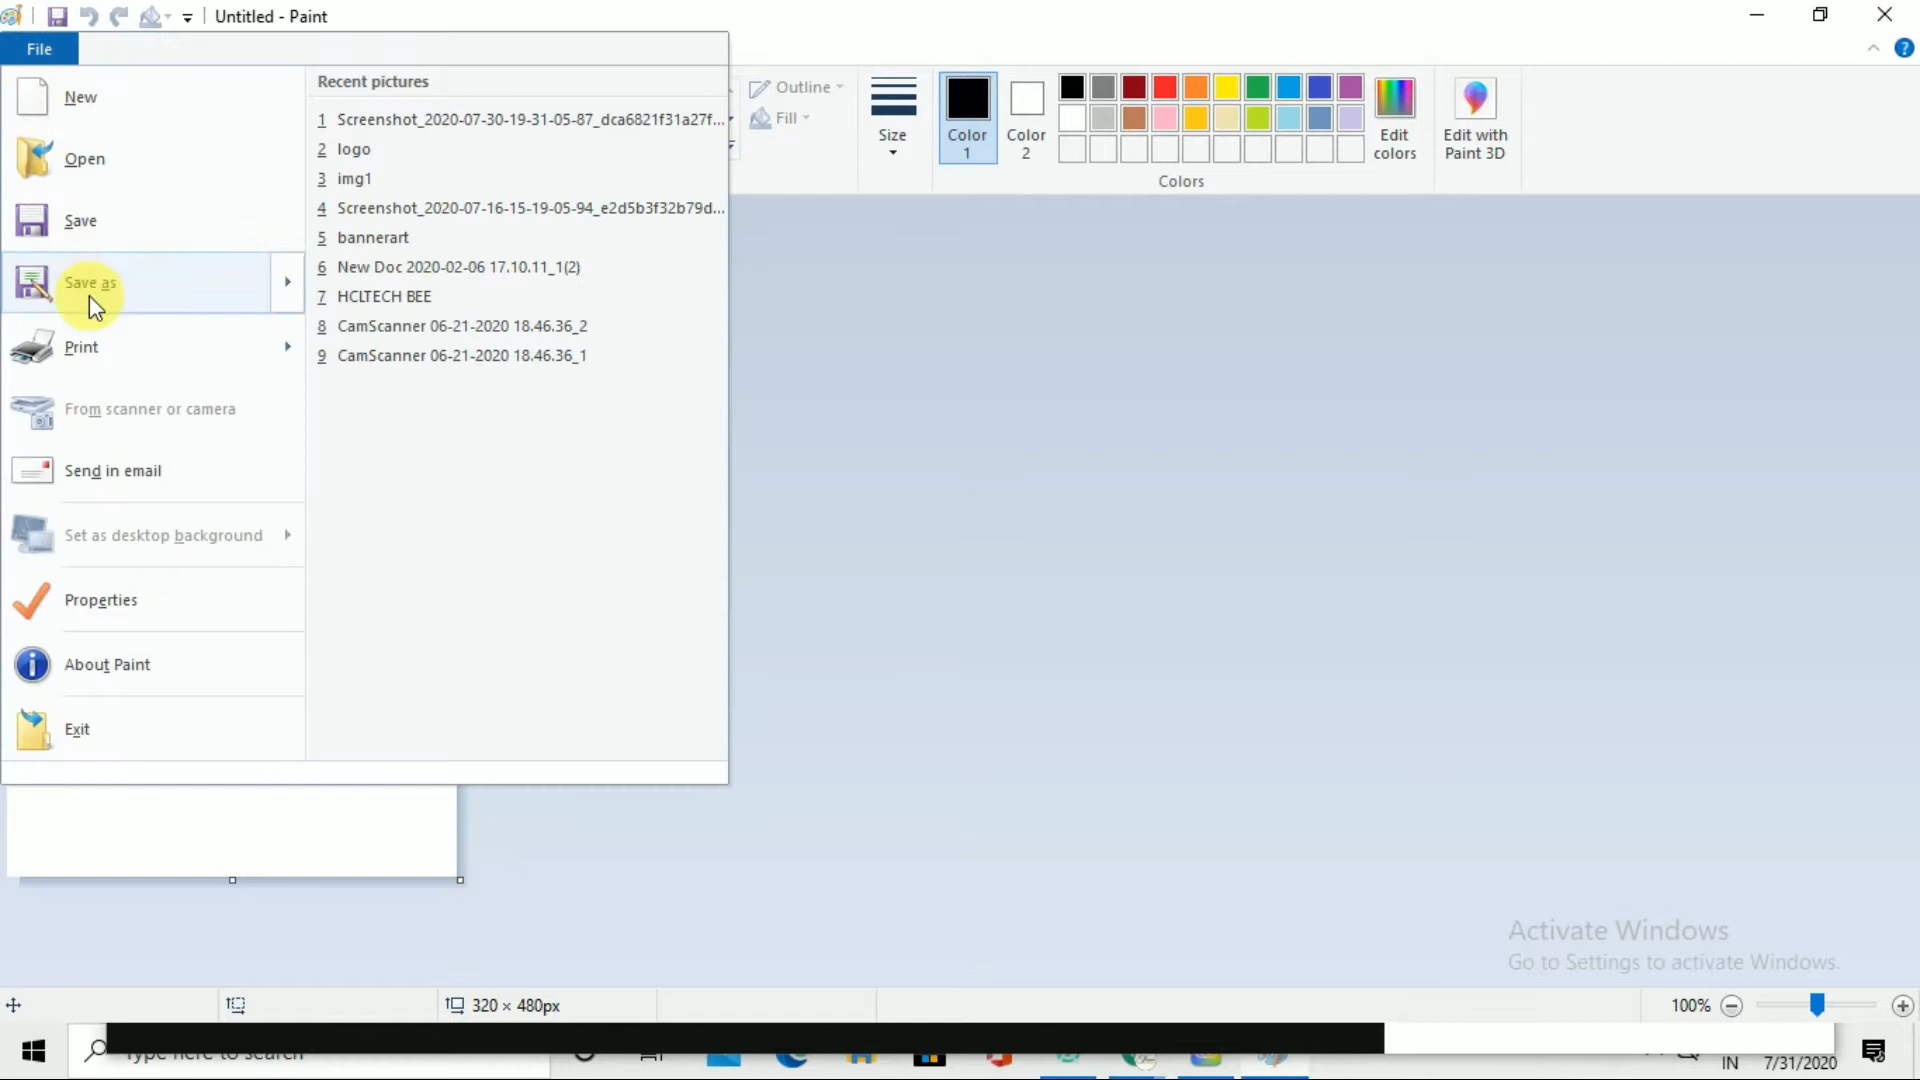 Untitled - Paint
File
New
Open
Save
Save as
Print
From scanner or camera
Send in email
Set as desktop background
Properties
About Paint
Exit
Recent pictures
1 Screenshot_2020-07-30-19-31-05-87_dca6821f31a27f...
2 logo
3 img1
4 Screenshot_2020-07-16-15-19-05-94_e2d5b3f32b79d...
5 bannerart
6 New Doc 2020-02-06 17.10.11_1(2)
7 HCLTECH BEE
8 CamScanner 06-21-2020 18.46.36_2
9 CamScanner 06-21-2020 18.46.36_1
Outline
Fill
Size
Color 1
Color 2
Edit colors
Edit with Paint 3D
Colors
Activate Windows
Go to Settings to activate Windows.
320 × 480px
100%
Type here to search
IN
7/31/2020